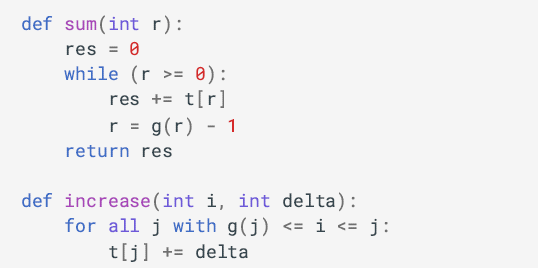 def sum(int r):
    res = 0
    while (r >= 0):
        res += t[r]
        r = g(r) - 1
    return res

def increase(int i, int delta):
    for all j with g(j) <= i <= j:
        t[j] += delta